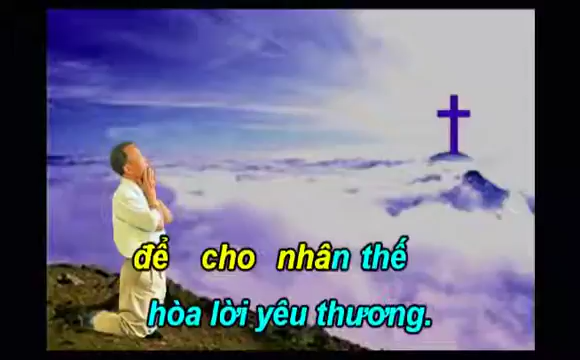 để cho nhân thế
hòa lời yêu thương.